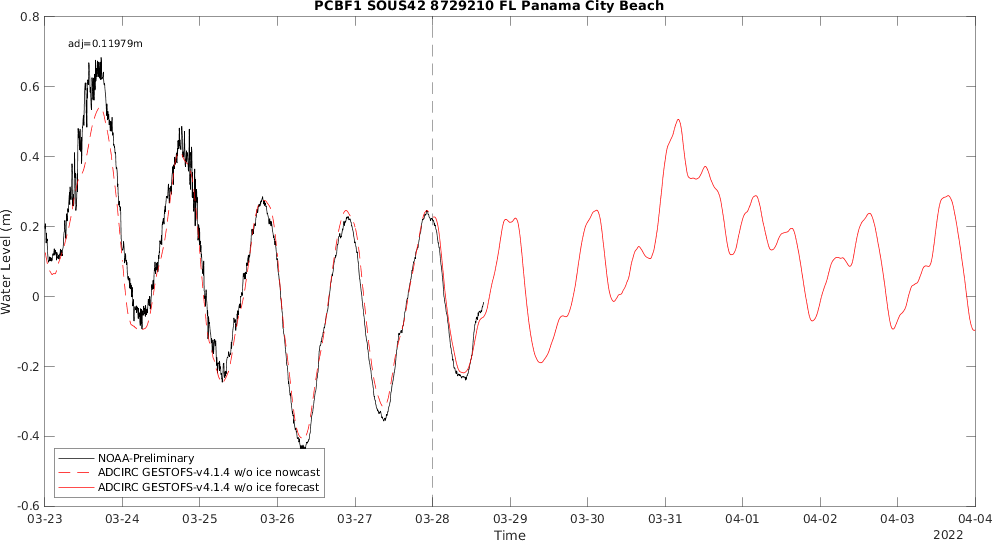 PCBF1 SOUS42 8729210 FL Panama City Beach
adj=0.11979m
0.8
0.6
0.4
0.2
0
-0.2
-0.4
-0.6
Water Level (m)
NOAA-Preliminary
ADCIRC GESTOFS-v4.1.4 w/o ice nowcast
ADCIRC GESTOFS-v4.1.4 w/o ice forecast
03-23 03-24 03-25 03-26 03-27 03-28 03-29 03-30 03-31 04-01 04-02 04-03 04-04
Time
2022